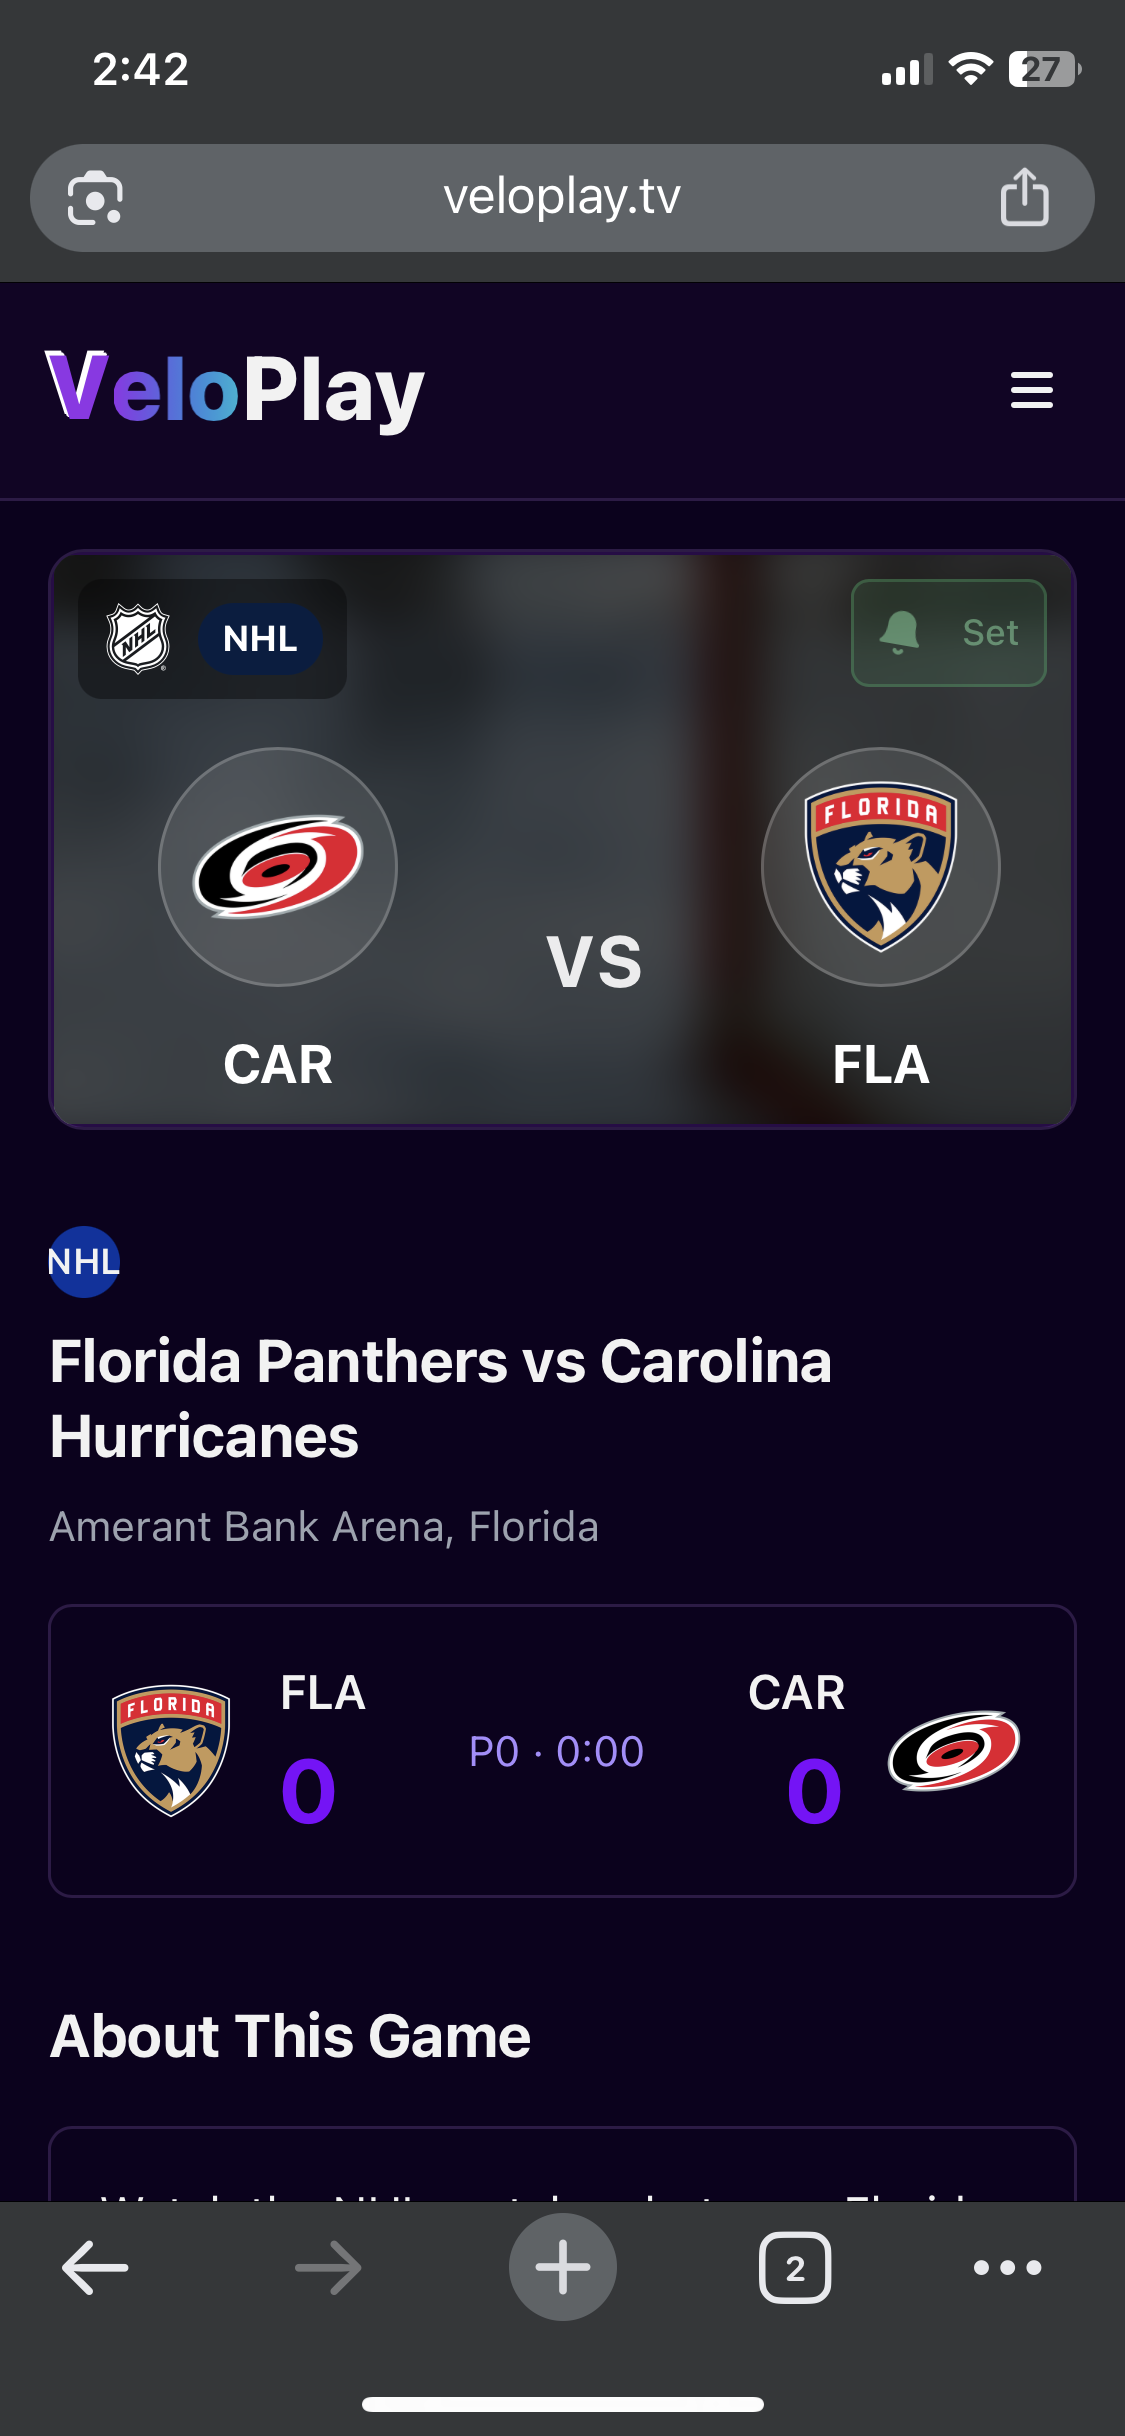 2:42
27
veloplay.tv
VeloPlay
NHL
NHL
Set
FLORIDA
VS
CAR
FLA
NHL
Florida Panthers vs Carolina
Hurricanes
Amerant Bank Arena, Florida
FLORIDA
FLA
CAR
P0 · 0:00
0
0
About This Game
2